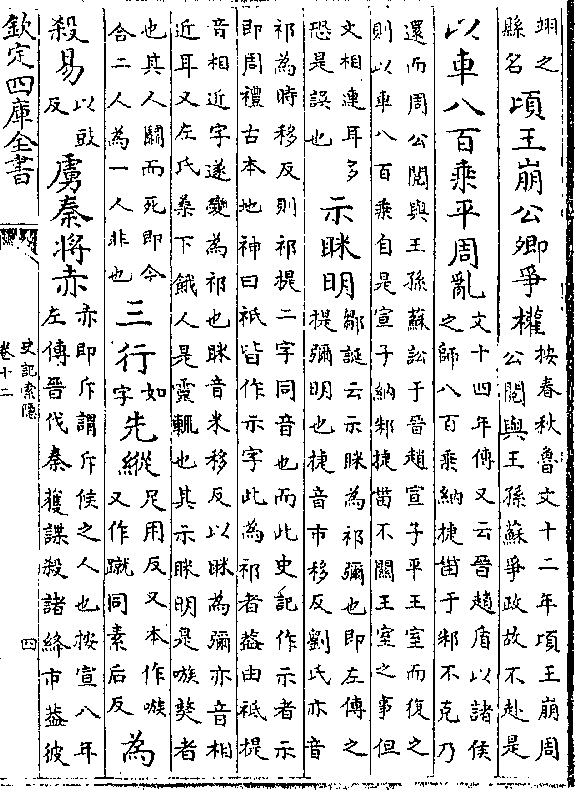 翊之
縣名
頃王崩公卿爭權
按春秋魯文十二年頃王崩周
公閱與王孫蘇爭政故不赴是
以車八百乘平周亂
文十四年傳又云晉趙盾以諸侯
之師八百乘納捷菑于邾不克乃
還而周公閱與王孫蘇訟于晉趙宣子平王室而復之
則以車八百乘自是宣子納邾捷菑不關王室之事但
文相連耳多
恐是誤也
示眯明
鄒誕云示眯為祁彌也即左傳之
提彌明也提音市移反劉氏亦音
祁為時移反則祁提二字同音也而此史記作示者示
即周禮古本地神曰祇皆作示字此為祁者蓋由祇提
音相近字遂變為祁也眯音米移反以眯為彌亦音相
近耳又左氏桑下餓人是靈輒也其示眯明是嗾獒者
也其人鬬而死即今
合二人為一人非也
三行
如
字
先縱
足用反又本作嗾
又作蹴同素后反
為
殺易
以豉
反
虜秦將赤
赤即斥謂斥侯之人也按宣八年
左傳晉伐秦獲諜殺諸絳市蓋彼
欽定四庫全書
史記索隱
卷十二
四